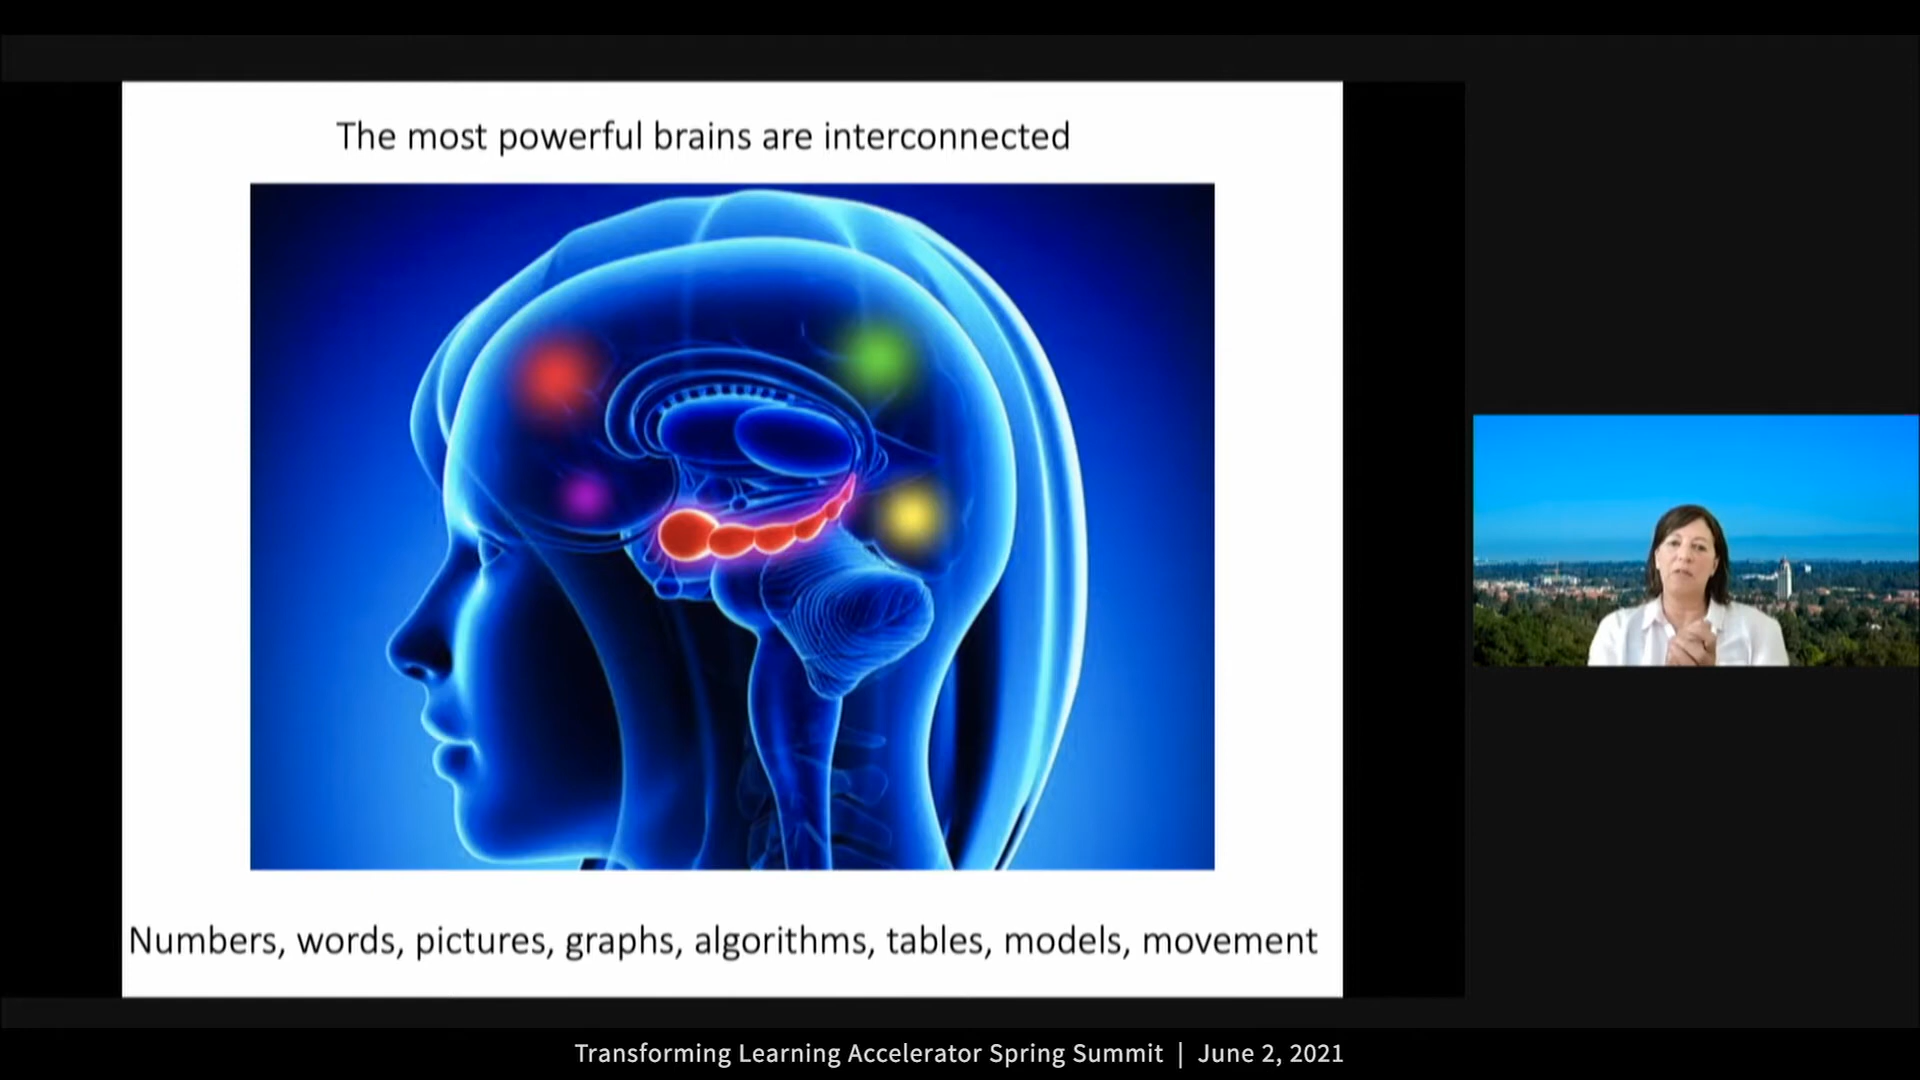 The most powerful brains are interconnected
Numbers, words, pictures, graphs, algorithms, tables, models, movement
Transforming Learning Accelerator Spring Summit | June 2, 2021